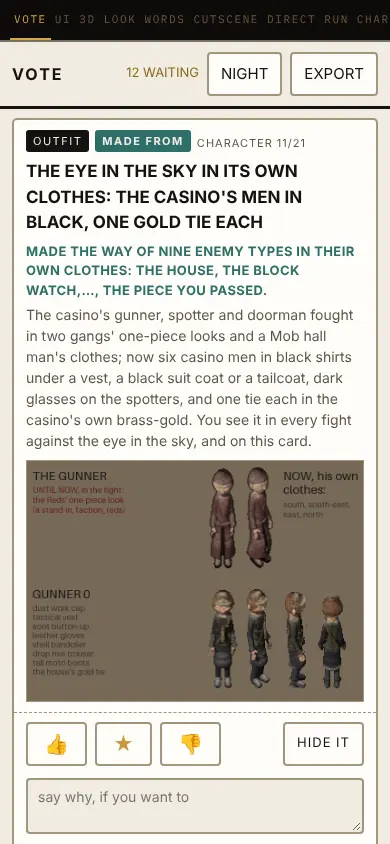 VOTE UI 3D LOOK WORDS CUTSCENE DIRECT RUN CHAR
VOTE
12 WAITING
NIGHT
EXPORT
OUTFIT
MADE FROM
CHARACTER 11/21
THE EYE IN THE SKY IN ITS OWN
CLOTHES: THE CASINO'S MEN IN
BLACK, ONE GOLD TIE EACH
MADE THE WAY OF NINE ENEMY TYPES IN THEIR
OWN CLOTHES: THE HOUSE, THE BLOCK
WATCH,..., THE PIECE YOU PASSED.
The casino's gunner, spotter and doorman fought
in two gangs' one-piece looks and a Mob hall
man's clothes; now six casino men in black shirts
under a vest, a black suit coat or a tailcoat, dark
glasses on the spotters, and one tie each in the
casino's own brass-gold. You see it in every fight
against the eye in the sky, and on this card.
THE GUNNER
UNTIL NOW, in the fight:
the Reds' one-piece look
(a stand-in, faction, reds)
NOW, his own
clothes:
south, south-east,
east, north
GUNNER 0
dust work cap
tactical vest
soot button-up
leather gloves
shell bandolier
drop rise trouser
tall moto boots
the house's gold tie
HIDE IT
say why, if you want to